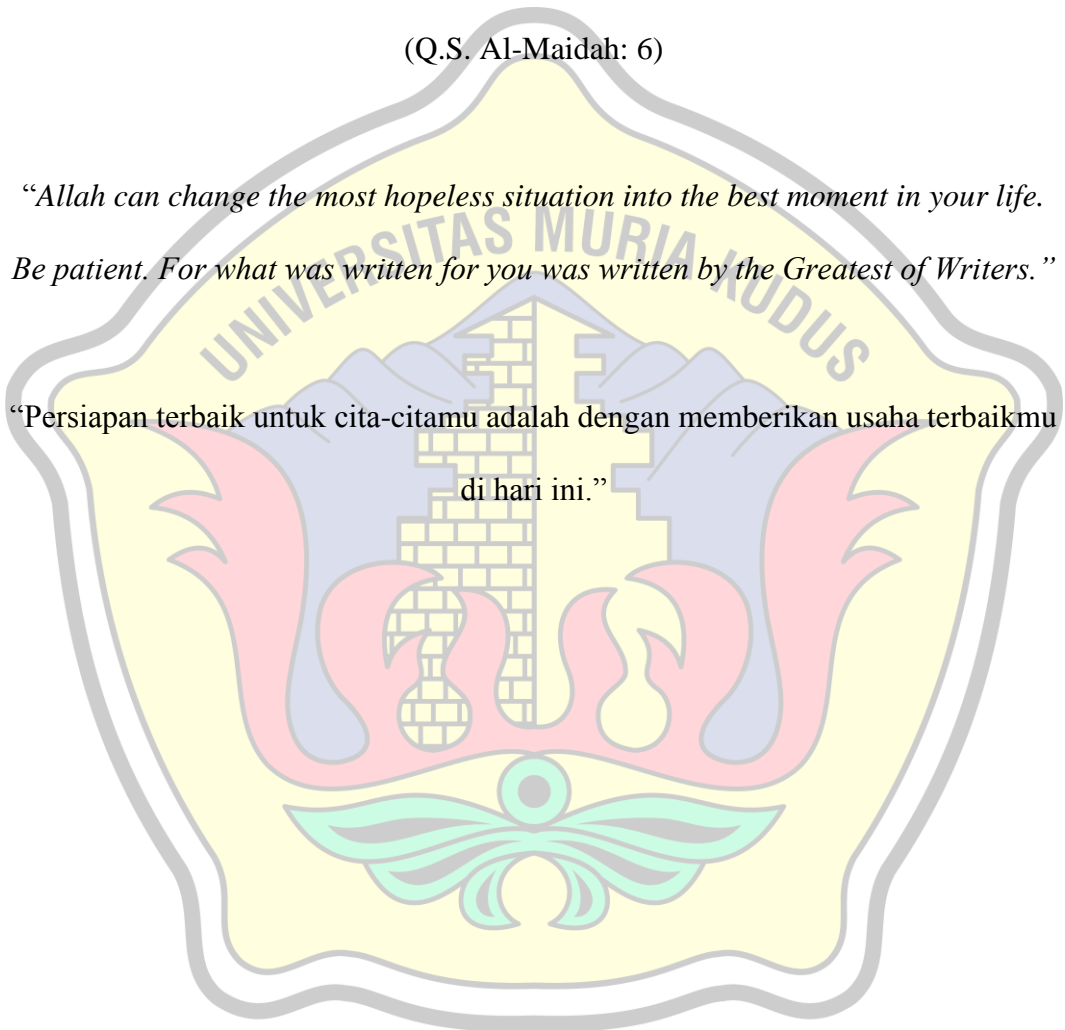 (Q.S. Al-Maidah: 6)
“Allah can change the most hopeless situation into the best moment in your life.
Be patient. For what was written for you was written by the Greatest of Writers.”
UNIVERSITAS MURIA KUDUS
“Persiapan terbaik untuk cita-citamu adalah dengan memberikan usaha terbaikmu
di hari ini.”